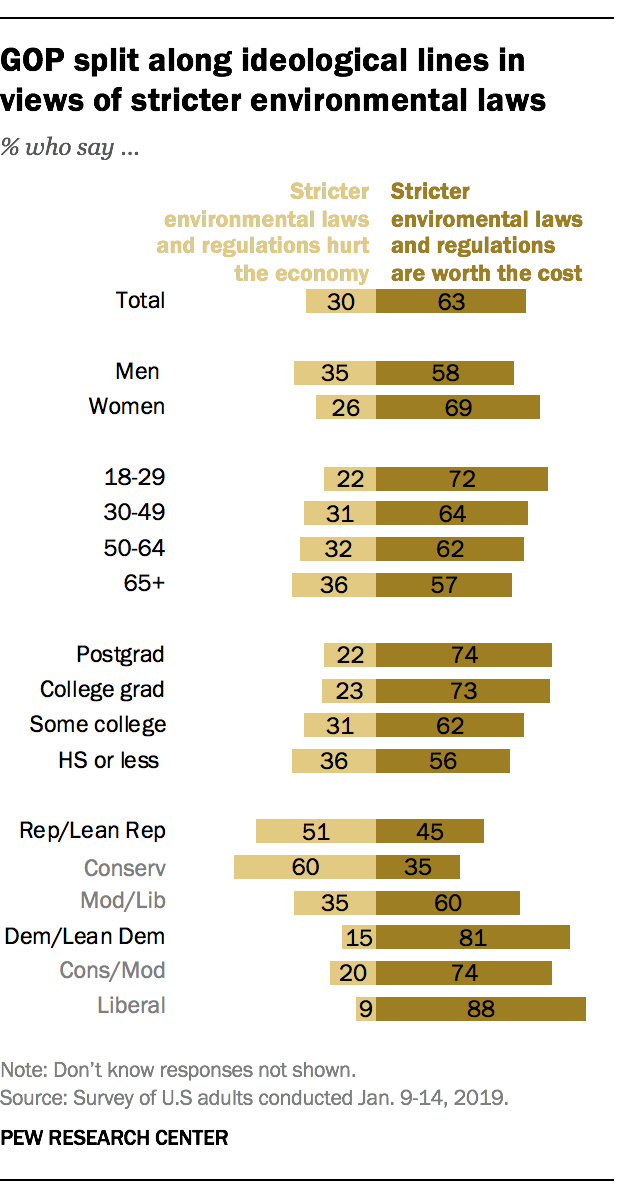 GOP split along ideological lines in
views of stricter environmental laws
% who say ...
Stricter
environmental laws
and regulations hurt
the economy
Stricter
enviromental laws
and regulations
are worth the cost
Total 30 63
Men 35 58
Women 26 69
18-29 22 72
30-49 31 64
50-64 32 62
65+ 36 57
Postgrad 22 74
College grad 23 73
Some college 31 62
HS or less 36 56
Rep/Lean Rep 51 45
Conserv 60 35
Mod/Lib 35 60
Dem/Lean Dem 15 81
Cons/Mod 20 74
Liberal 9 88
Note: Don't know responses not shown.
Source: Survey of U.S adults conducted Jan. 9-14, 2019.
PEW RESEARCH CENTER